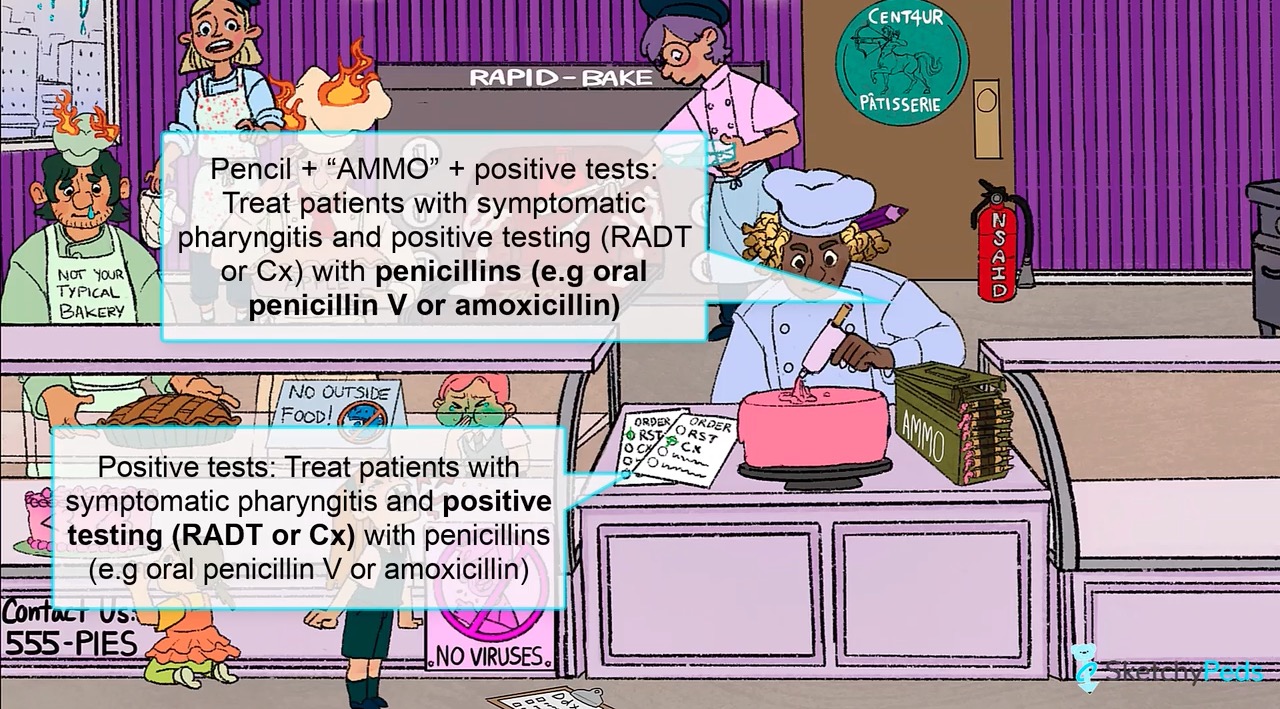 RAPID-BAKE
CENT4UR
PÂTISSERIE
Pencil + “AMMO” + positive tests:
Treat patients with symptomatic
pharyngitis and positive testing (RADT
or Cx) with penicillins (e.g oral
penicillin V or amoxicillin)
NSAID
NOT YOUR
TYPICAL
BAKERY
NO OUTSIDE
FOOD!
ORDER
RST
ORDER
RST
Cx
AMMO
Positive tests: Treat patients with
symptomatic pharyngitis and positive
testing (RADT or Cx) with penicillins
(e.g oral penicillin V or amoxicillin)
Contact Us:
555-PIES
.NO VIRUSES.
Ddx
SketchyPeds